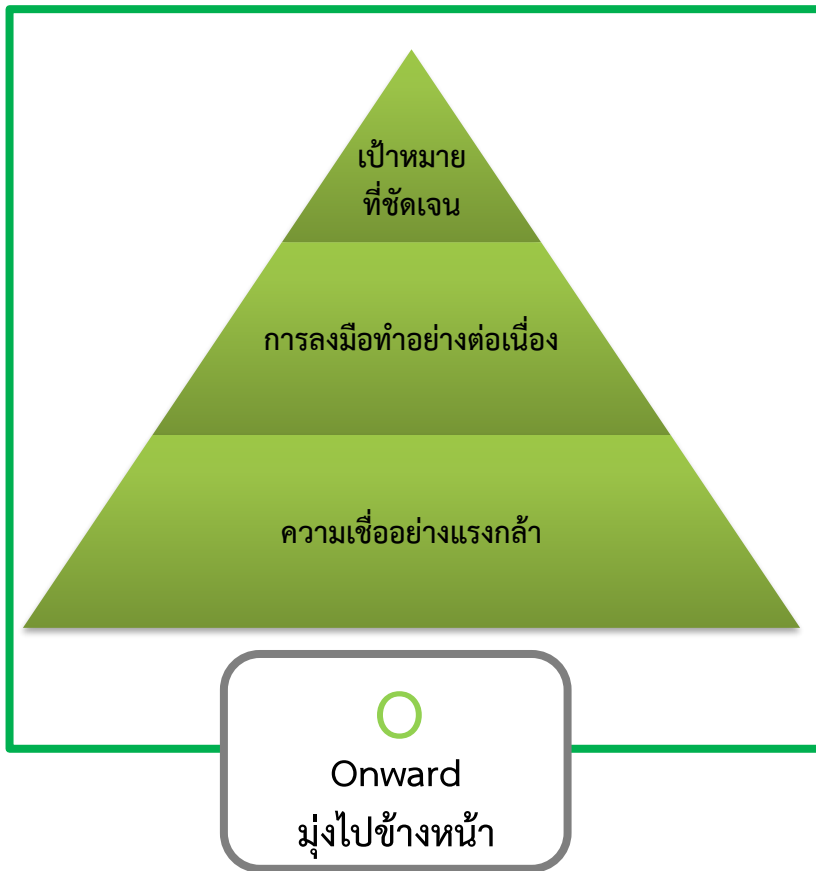 เป้าหมาย
ที่ชัดเจน
การลงมือทำอย่างต่อเนื่อง
ความเชื่ออย่างแรงกล้า
O
Onward
มุ่งไปข้างหน้า